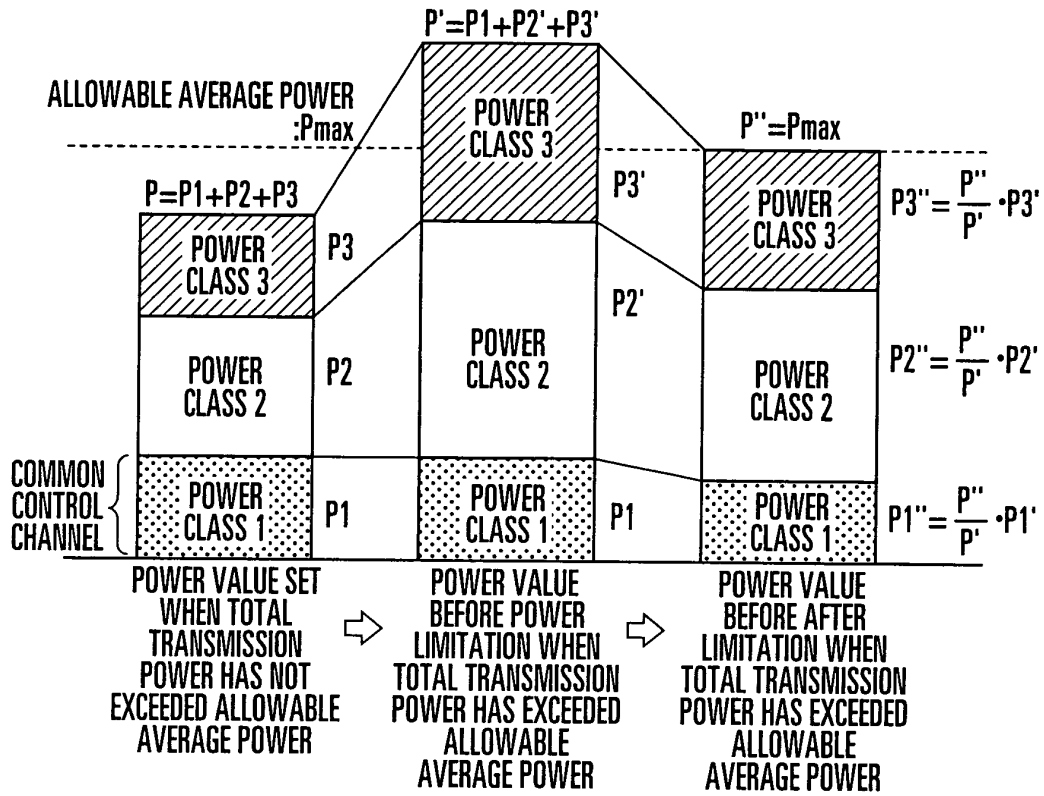 P'=P1+P2'+P3'
ALLOWABLE AVERAGE POWER
:Pmax
P''=Pmax
P=P1+P2+P3
POWER
CLASS 3
P3
POWER
CLASS 2
P2
COMMON
CONTROL
CHANNEL
POWER
CLASS 1
P1
POWER
CLASS 3
P3'
POWER
CLASS 2
P2'
POWER
CLASS 1
P1
POWER
CLASS 3
P3''= P''/P' ·P3'
POWER
CLASS 2
P2''= P''/P' ·P2'
POWER
CLASS 1
P1''= P''/P' ·P1'
POWER VALUE SET
WHEN TOTAL
TRANSMISSION
POWER HAS NOT
EXCEEDED ALLOWABLE
AVERAGE POWER
POWER VALUE
BEFORE POWER
LIMITATION WHEN
TOTAL TRANSMISSION
POWER HAS EXCEEDED
ALLOWABLE
AVERAGE POWER
POWER VALUE
BEFORE AFTER
LIMITATION WHEN
TOTAL TRANSMISSION
POWER HAS EXCEEDED
ALLOWABLE
AVERAGE POWER